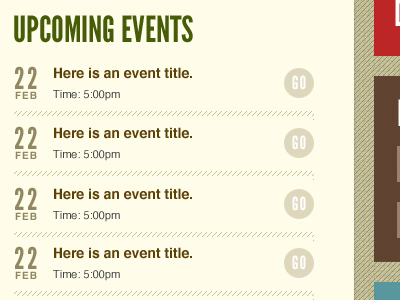 UPCOMING EVENTS
22
FEB
Here is an event title.
Time: 5:00pm
GO
22
FEB
Here is an event title.
Time: 5:00pm
GO
22
FEB
Here is an event title.
Time: 5:00pm
GO
22
FEB
Here is an event title.
Time: 5:00pm
GO